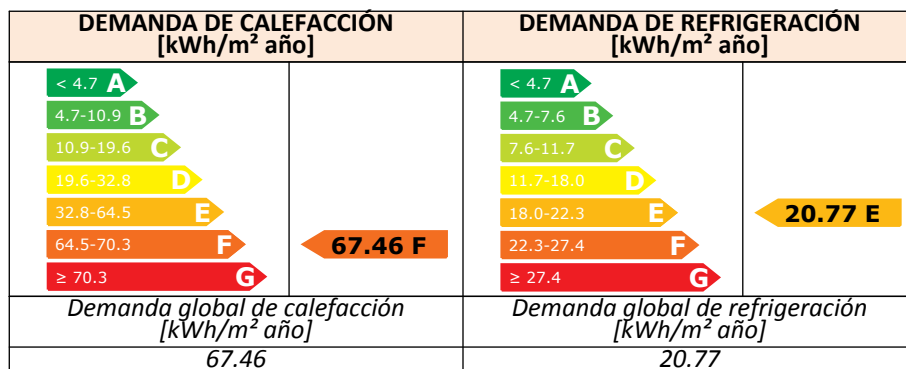 DEMANDA DE CALEFACCIÓN
[kWh/m² año]
DEMANDA DE REFRIGERACIÓN
[kWh/m² año]
< 4.7 A
4.7-10.9 B
10.9-19.6 C
19.6-32.8 D
32.8-64.5 E
64.5-70.3 F
≥ 70.3 G
67.46 F
< 4.7 A
4.7-7.6 B
7.6-11.7 C
11.7-18.0 D
18.0-22.3 E
22.3-27.4 F
≥ 27.4 G
20.77 E
Demanda global de calefacción
[kWh/m² año]
Demanda global de refrigeración
[kWh/m² año]
67.46
20.77